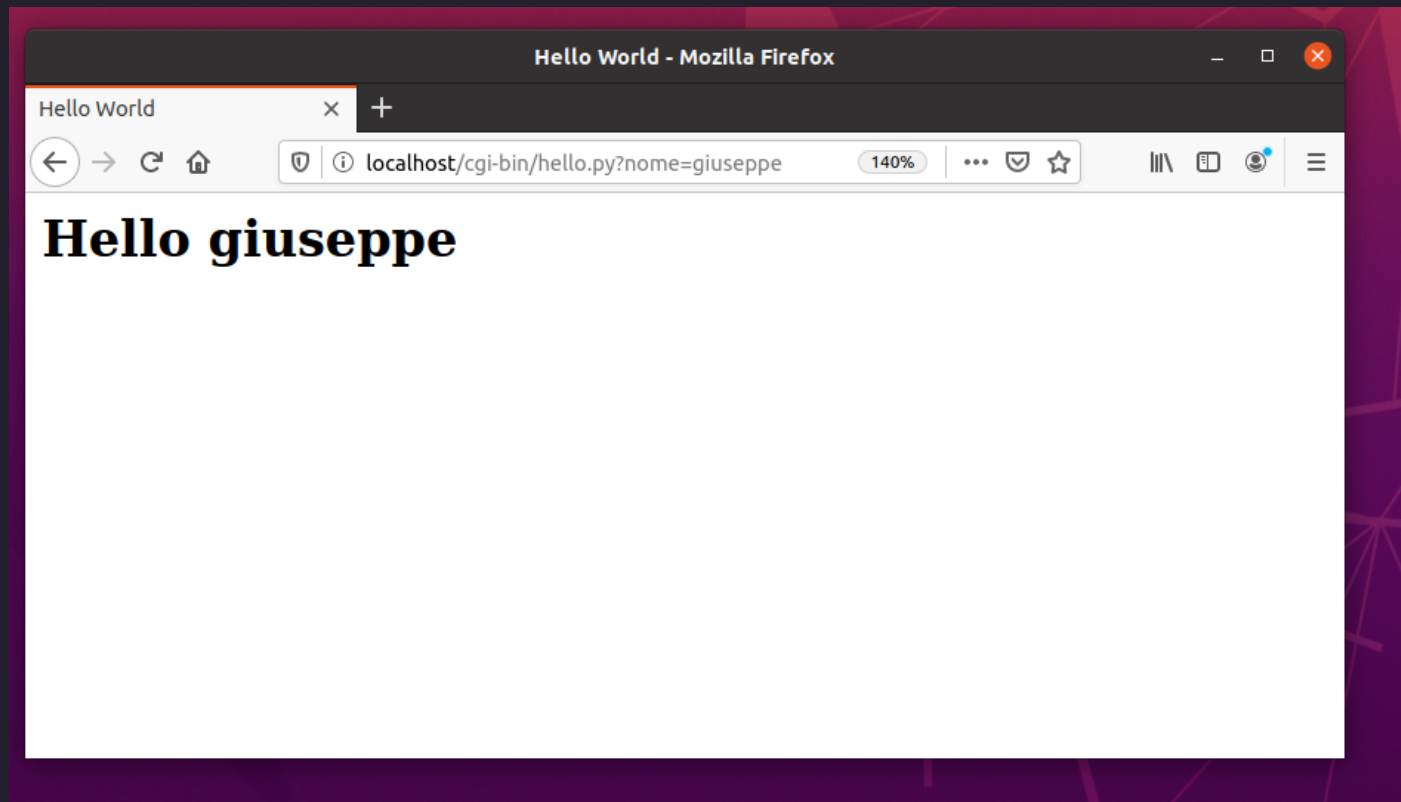 Hello World - Mozilla Firefox
Hello World
localhost/cgi-bin/hello.py?nome=giuseppe 140%
Hello giuseppe